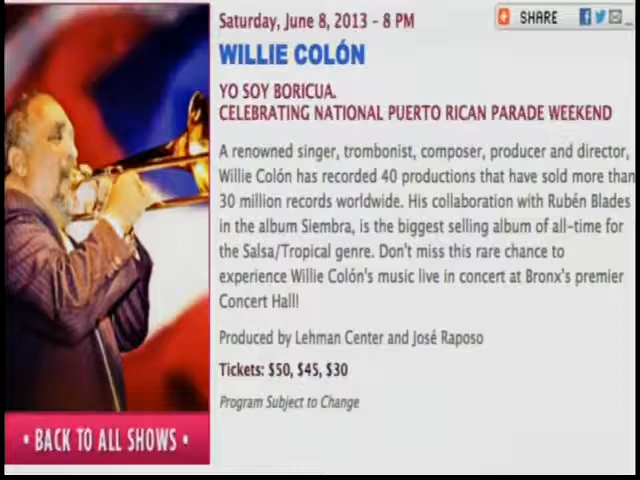 Saturday, June 8, 2013 - 8 PM
SHARE
WILLIE COLÓN
YO SOY BORICUA.
CELEBRATING NATIONAL PUERTO RICAN PARADE WEEKEND
A renowned singer, trombonist, composer, producer and director,
Willie Colón has recorded 40 productions that have sold more than
30 million records worldwide. His collaboration with Rubén Blades
in the album Siembra, is the biggest selling album of all-time for
the Salsa/Tropical genre. Don't miss this rare chance to
experience Willie Colón's music live in concert at Bronx's premier
Concert Hall!
Produced by Lehman Center and José Raposo
Tickets: $50, $45, $30
Program Subject to Change
• BACK TO ALL SHOWS •